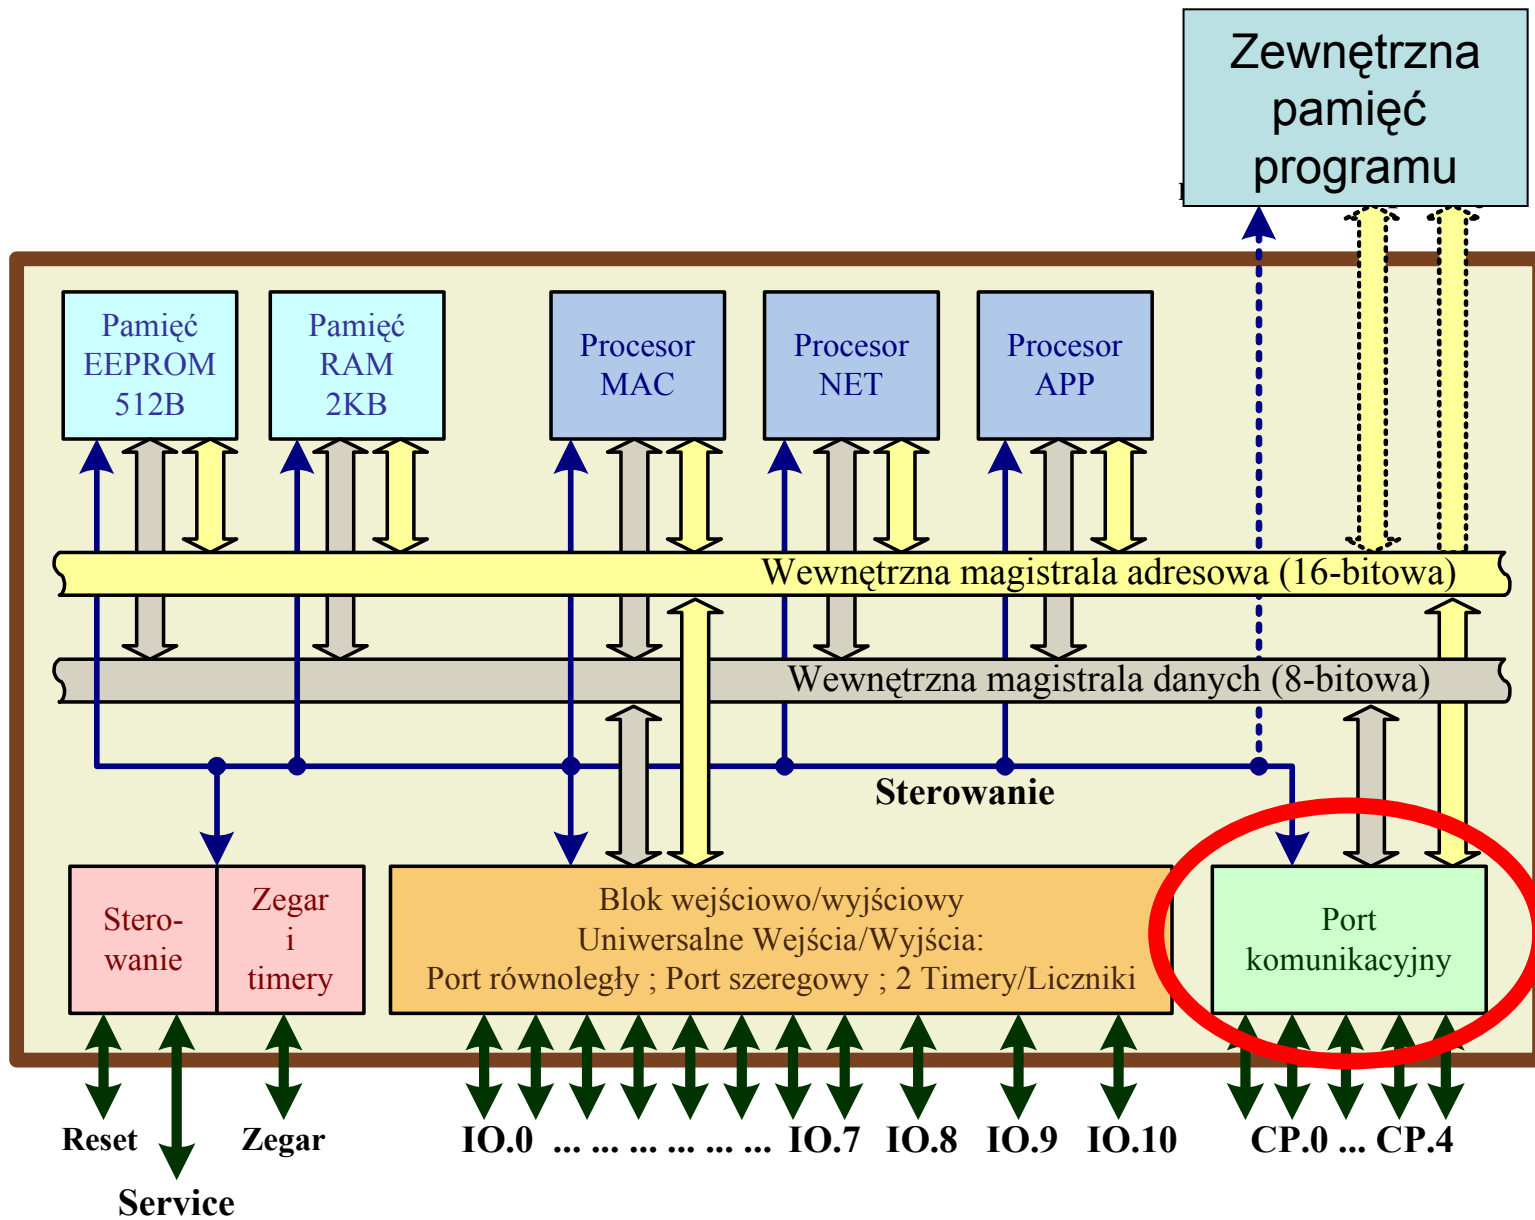 Zewnętrzna
pamięć
programu
Pamięć
EEPROM
512B
Pamięć
RAM
2KB
Procesor
MAC
Procesor
NET
Procesor
APP
Wewnętrzna magistrala adresowa (16-bitowa)
Wewnętrzna magistrala danych (8-bitowa)
Sterowanie
Stero-
wanie
Zegar
i
timery
Blok wejściowo/wyjściowy
Uniwersalne Wejścia/Wyjścia:
Port równoległy ; Port szeregowy ; 2 Timery/Liczniki
Port
komunikacyjny
Reset
Zegar
IO.0 ... ... ... ... ... ... IO.7 IO.8 IO.9 IO.10
CP.0 ... CP.4
Service